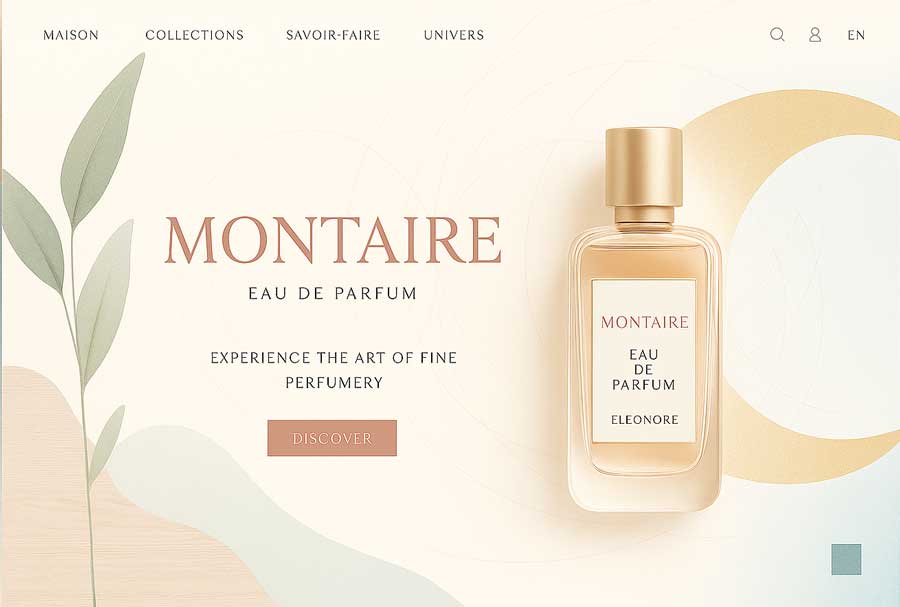 MAISON COLLECTIONS SAVOIR-FAIRE UNIVERS EN
MONTAIRE
EAU DE PARFUM
EXPERIENCE THE ART OF FINE
PERFUMERY
DISCOVER
MONTAIRE
EAU
DE
PARFUM
ELEONORE